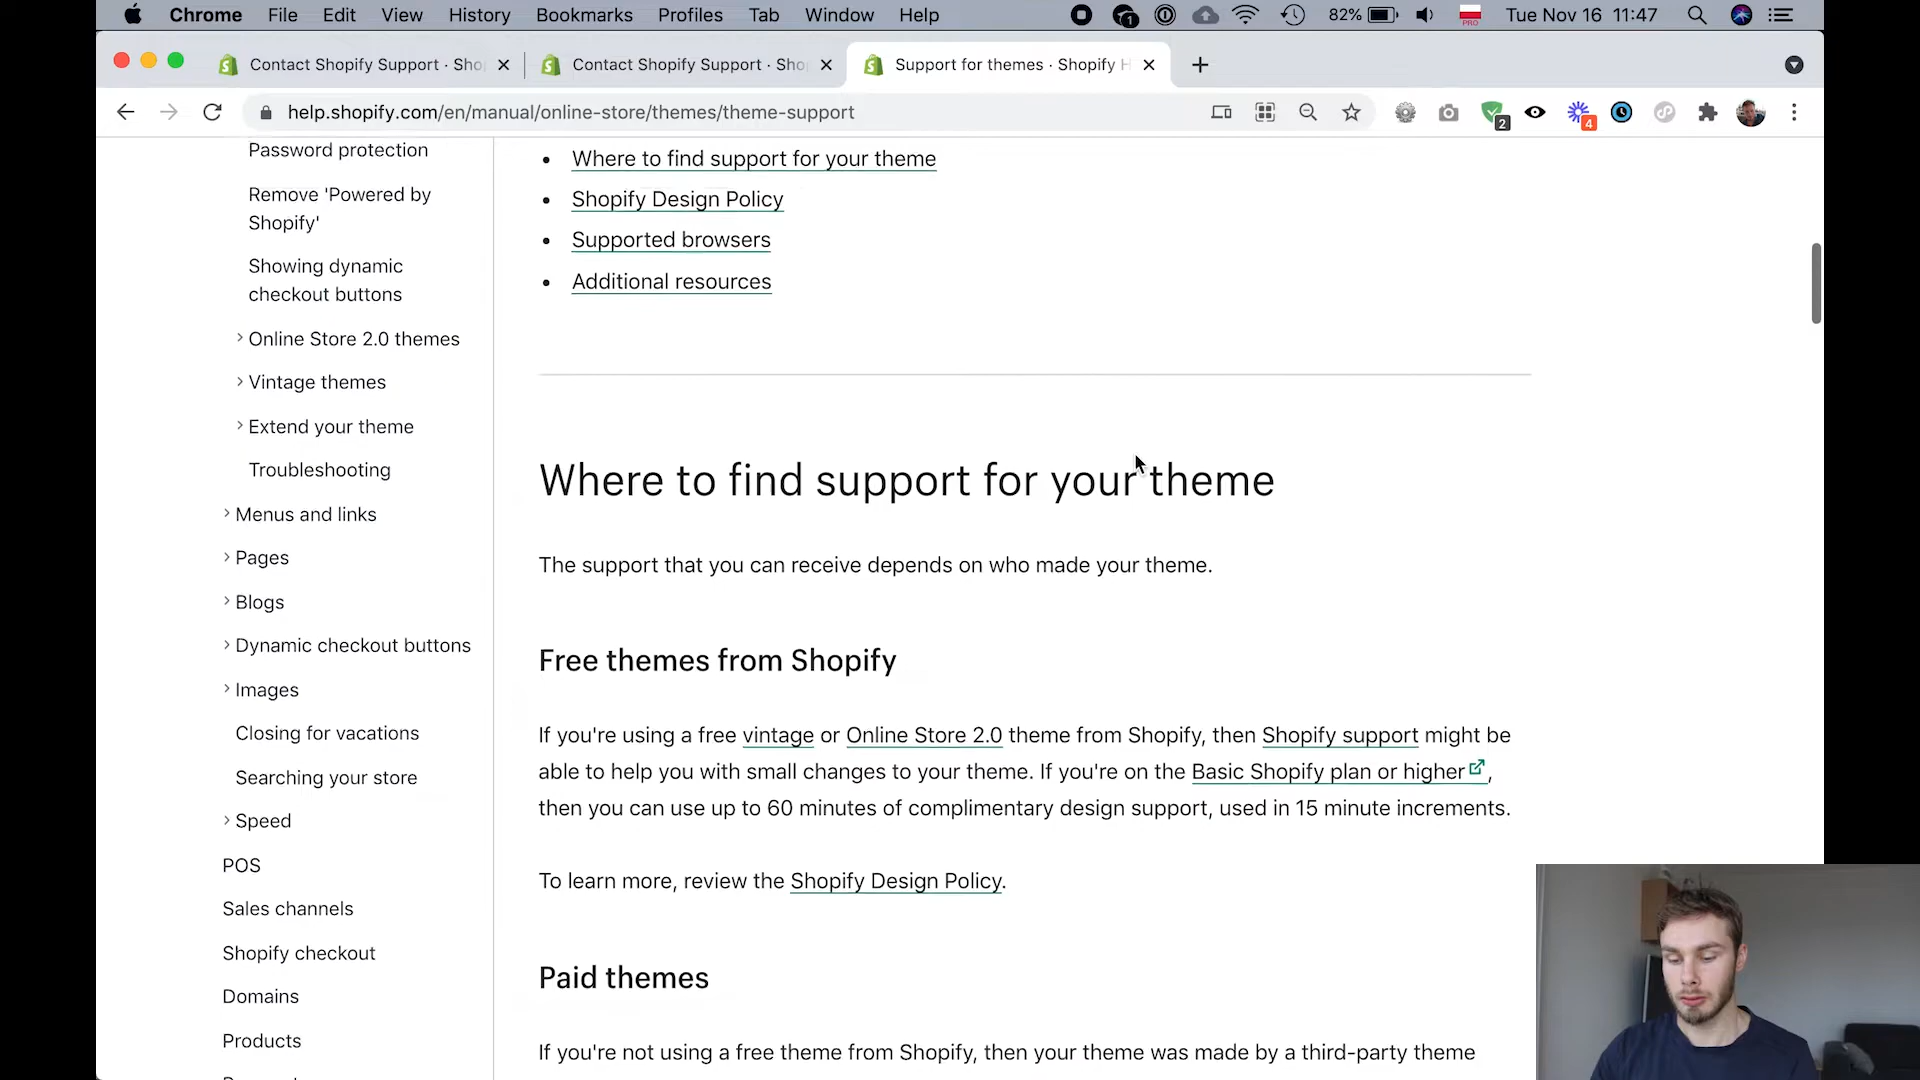 Chrome File Edit View History Bookmarks Profiles Tab Window Help 1 82% PRO Tue Nov 16 11:47
Contact Shopify Support · Sho Contact Shopify Support · Sho Support for themes · Shopify H
help.shopify.com/en/manual/online-store/themes/theme-support 2 4
Password protection
Remove 'Powered by
Shopify'
Showing dynamic
checkout buttons
Online Store 2.0 themes
Vintage themes
Extend your theme
Troubleshooting
Menus and links
Pages
Blogs
Dynamic checkout buttons
Images
Closing for vacations
Searching your store
Speed
POS
Sales channels
Shopify checkout
Domains
Products
Where to find support for your theme
Shopify Design Policy
Supported browsers
Additional resources
Where to find support for your theme
The support that you can receive depends on who made your theme.
Free themes from Shopify
If you're using a free vintage or Online Store 2.0 theme from Shopify, then Shopify support might be
able to help you with small changes to your theme. If you're on the Basic Shopify plan or higher,
then you can use up to 60 minutes of complimentary design support, used in 15 minute increments.
To learn more, review the Shopify Design Policy.
Paid themes
If you're not using a free theme from Shopify, then your theme was made by a third-party theme